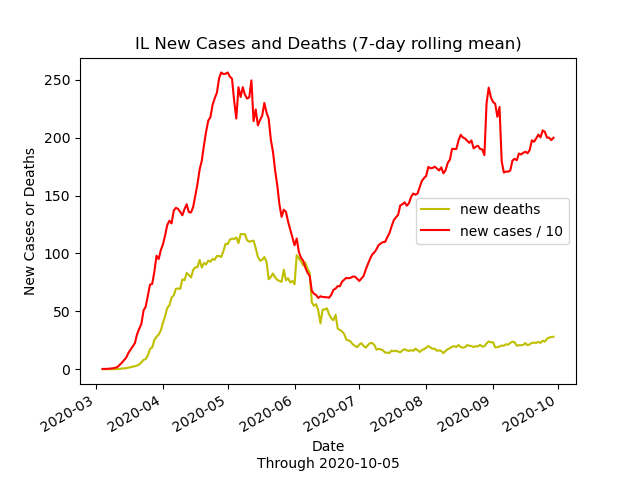 IL New Cases and Deaths (7-day rolling mean)
New Cases or Deaths
250
200
150
100
50
0
new deaths
new cases / 10
2020-03
2020-04
2020-05
2020-06
2020-07
2020-08
2020-09
2020-10
Date
Through 2020-10-05